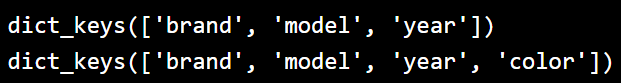 dict_keys(['brand', 'model', 'year'])
dict_keys(['brand', 'model', 'year', 'color'])